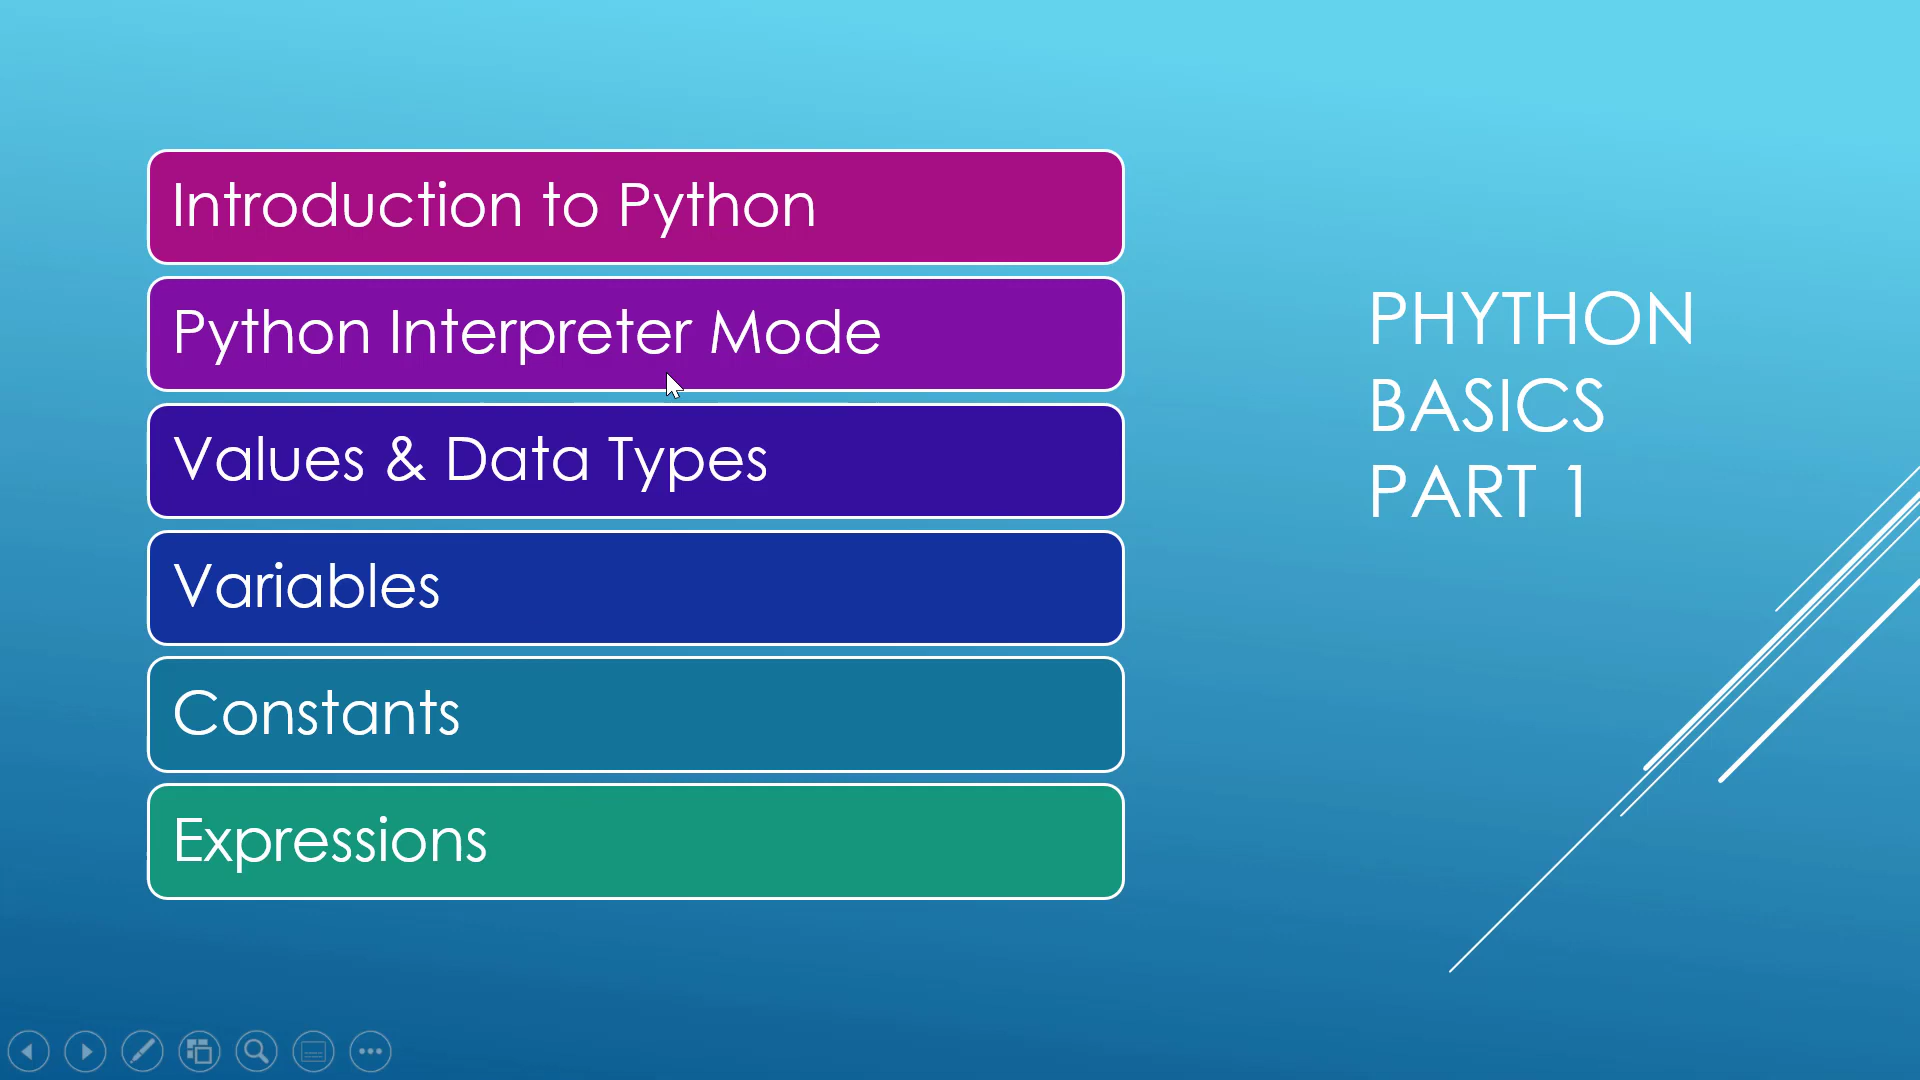 Introduction to Python
Python Interpreter Mode
Values & Data Types
Variables
Constants
Expressions
PHYTHON
BASICS
PART 1